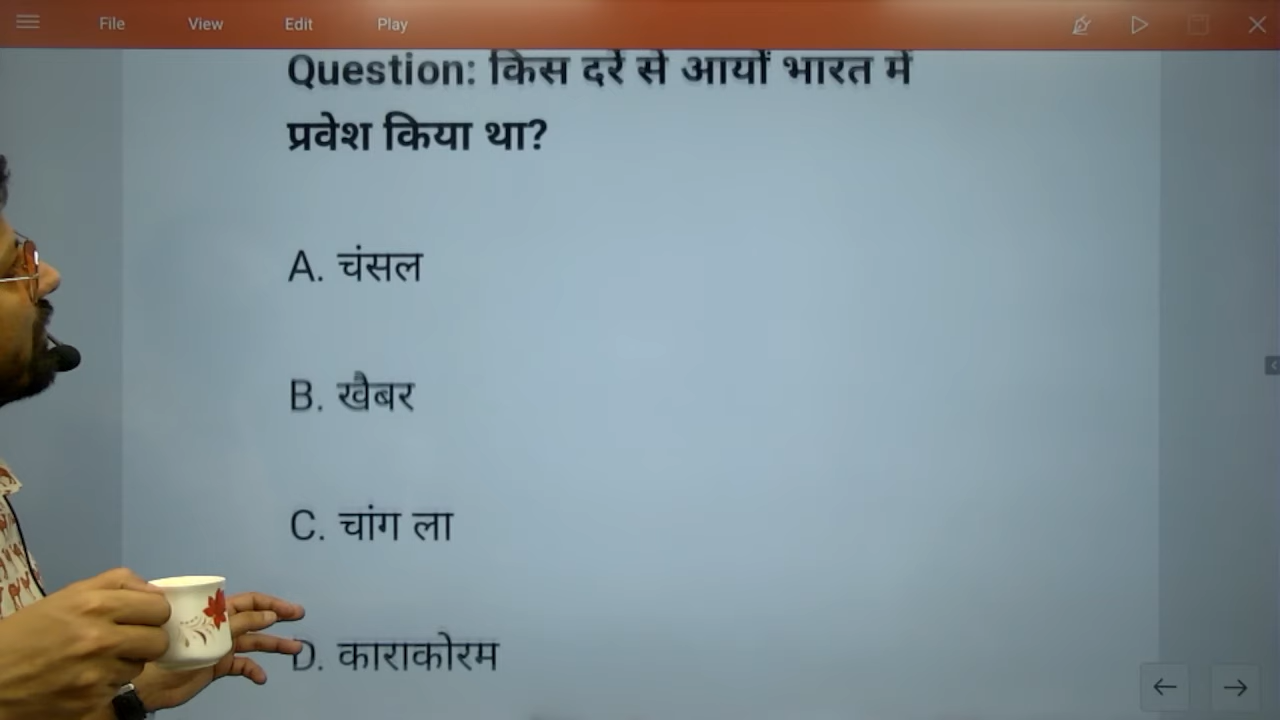 File View Edit Play
Question: किस दर्रे से आर्यों भारत में
प्रवेश किया था?
A. चंसल
B. खैबर
C. चांग ला
D. काराकोरम